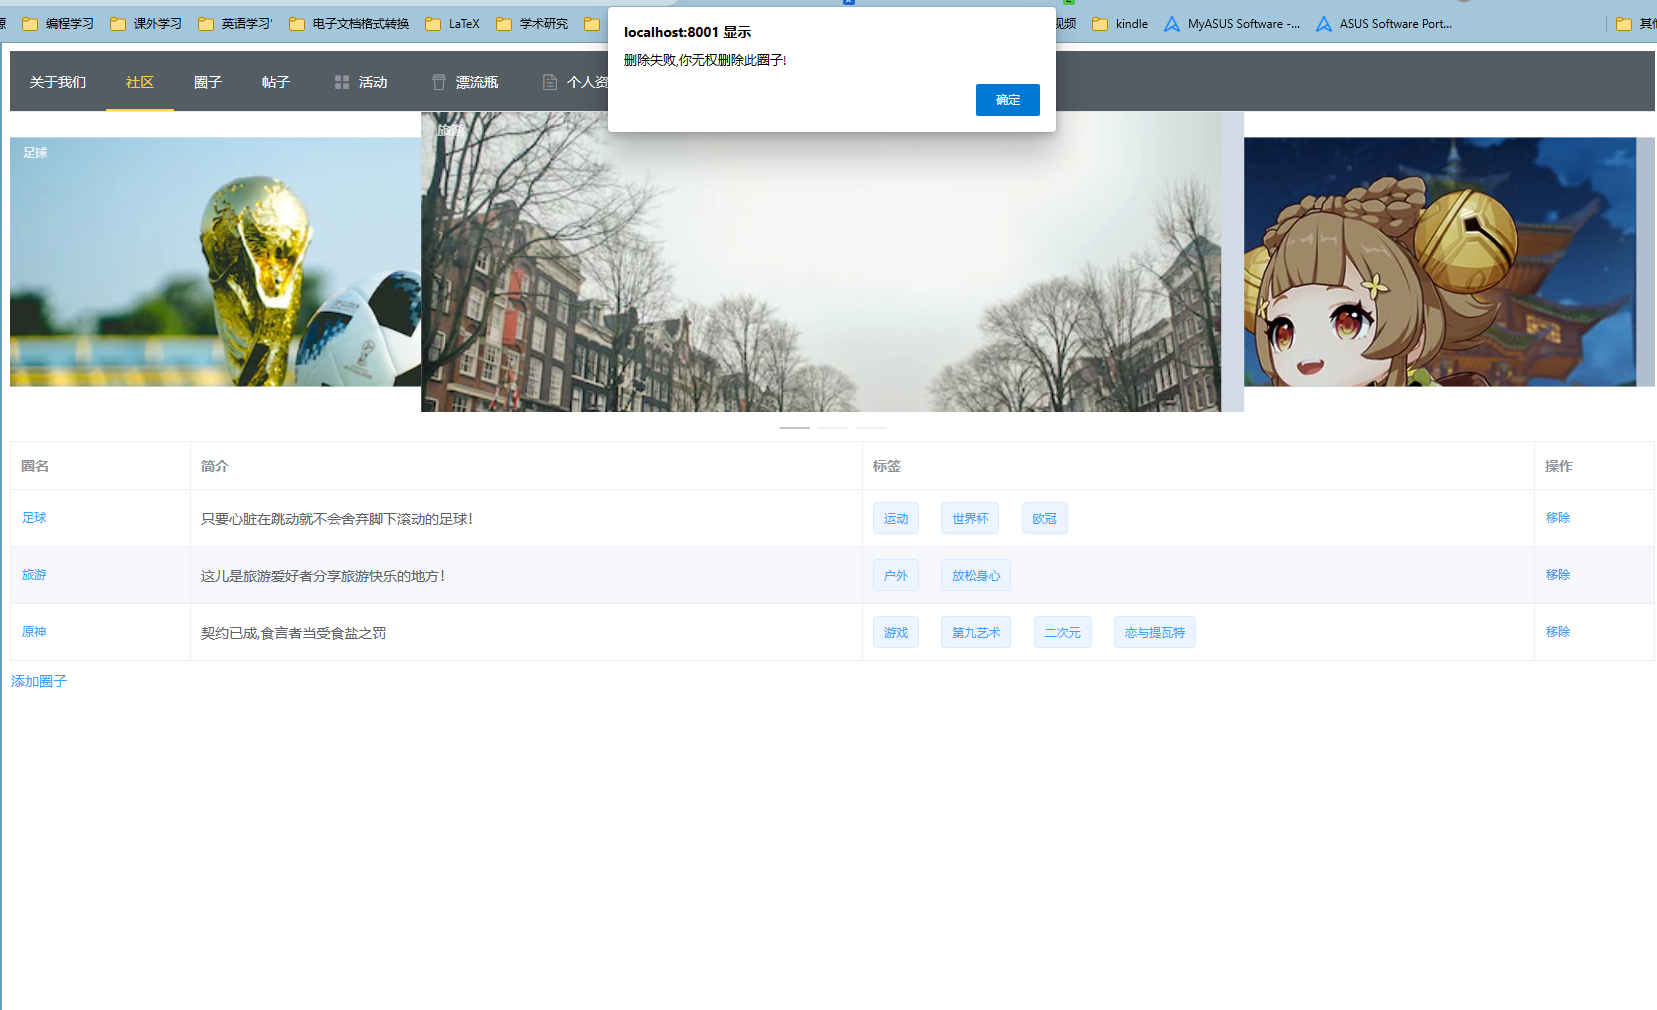 编程学习 课外学习 英语学习' 电子文档格式转换 LaTeX 学术研究 视频 kindle MyASUS Software -... ASUS Software Port...
localhost:8001 显示
删除失败,你无权删除此圈子!
确定
关于我们 社区 圈子 帖子 活动 漂流瓶 个人资
足球
旅游
圈名 简介 标签 操作
足球 只要心脏在跳动就不会舍弃脚下滚动的足球! 运动 世界杯 欧冠 移除
旅游 这儿是旅游爱好者分享旅游快乐的地方! 户外 放松身心 移除
原神 契约已成,食言者当受食盐之罚 游戏 第九艺术 二次元 恋与提瓦特 移除
添加圈子